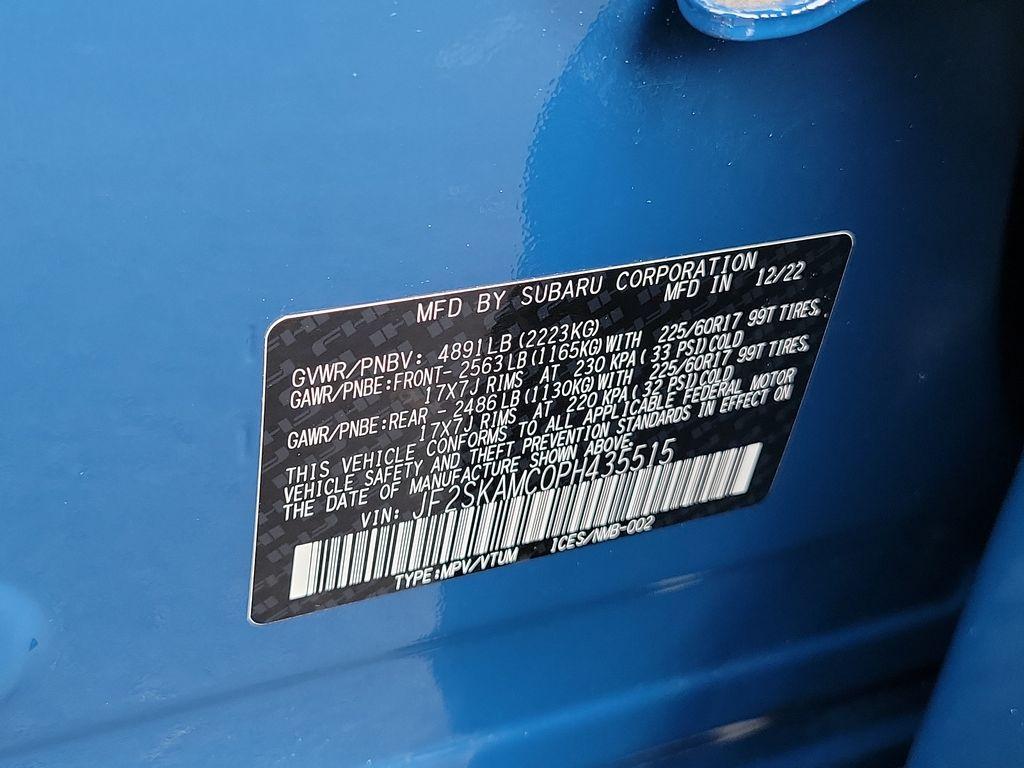 MFD BY SUBARU CORPORATION
MFD IN 12/22
GVWR/PNBV: 4891LB(2223KG)
GAWR/PNBE:FRONT- 2563LB(1165KG)WITH 225/60R17 99T TIRES,
17X7J RIMS AT 230 KPA( 33 PSI)COLD
GAWR/PNBE:REAR - 2486LB(1130KG)WITH 225/60R17 99T TIRES,
17X7J RIMS AT 220 KPA( 32 PSI)COLD
THIS VEHICLE CONFORMS TO ALL APPLICABLE FEDERAL MOTOR
VEHICLE SAFETY AND THEFT PREVENTION STANDARDS IN EFFECT ON
THE DATE OF MANUFACTURE SHOWN ABOVE.
VIN: JF2SKAMC0PH435515
TYPE:MPV/VTUM ICES/NMB-002